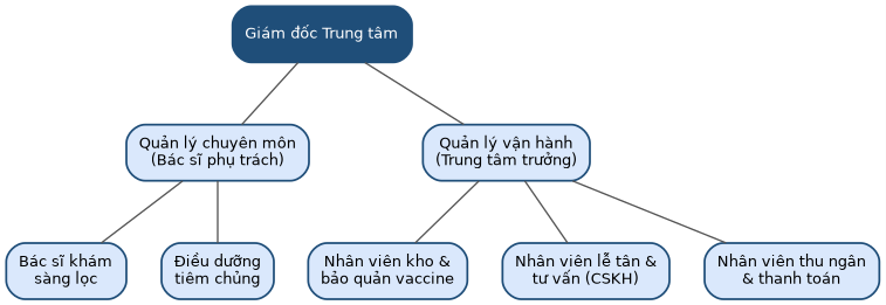 Giám đốc Trung tâm
Quản lý chuyên môn
(Bác sĩ phụ trách)
Quản lý vận hành
(Trung tâm trưởng)
Bác sĩ khám
sàng lọc
Điều dưỡng
tiêm chủng
Nhân viên kho &
bảo quản vaccine
Nhân viên lễ tân &
tư vấn (CSKH)
Nhân viên thu ngân
& thanh toán